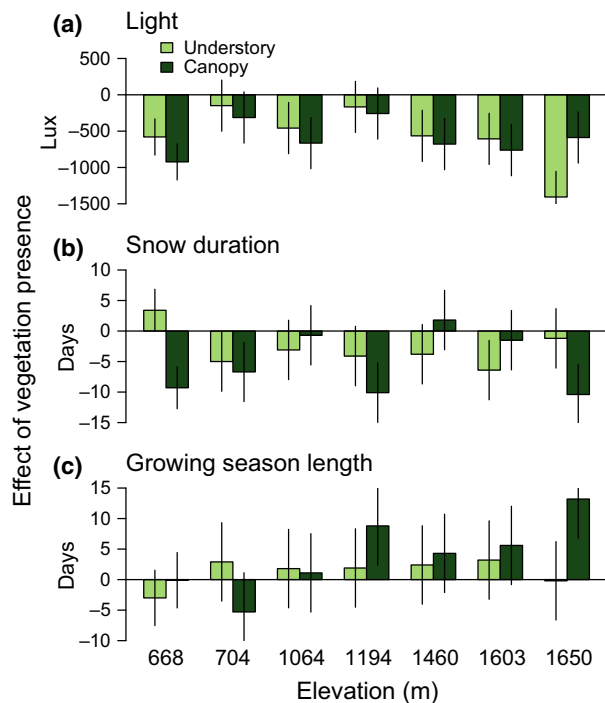 (a) Light
Understory
Canopy
500
0
−500
−1000
−1500
Lux
(b) Snow duration
10
5
0
−5
−10
−15
Days
Effect of vegetation presence
(c) Growing season length
15
10
5
0
−5
−10
Days
668 704 1064 1194 1460 1603 1650
Elevation (m)